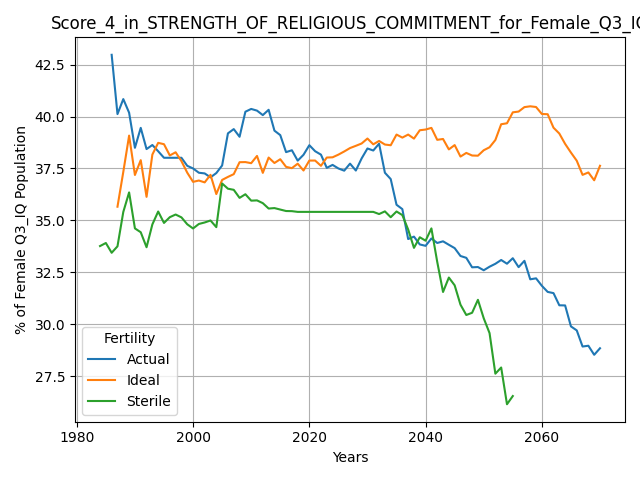 Score_4_in_STRENGTH_OF_RELIGIOUS_COMMITMENT_for_Female_Q3_IQ
42.5
40.0
37.5
35.0
32.5
30.0
27.5
% of Female Q3_IQ Population
Fertility
Actual
Ideal
Sterile
1980
2000
2020
2040
2060
Years